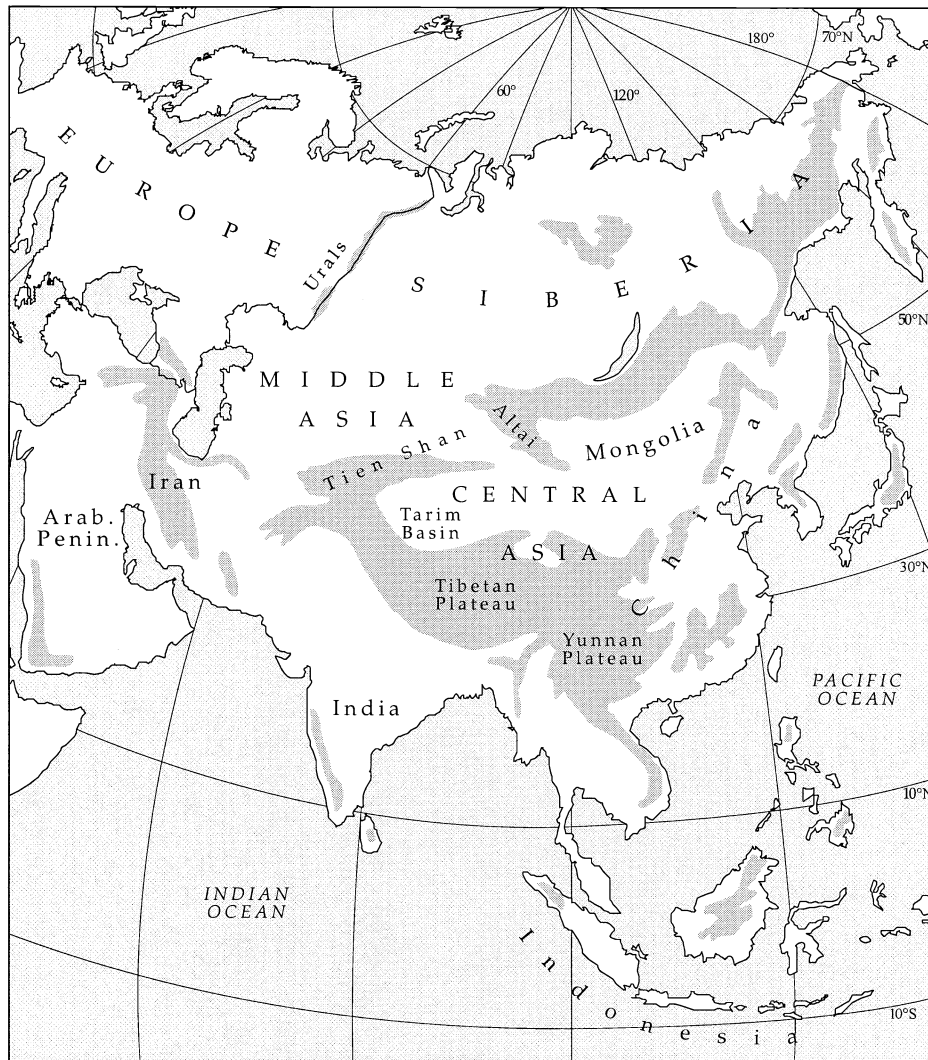 180°
70°N
60°
120°
EUROPE
Urals
SIBERIA
50°N
MIDDLE
ASIA
Altai
Mongolia
Tien Shan
Iran
CENTRAL
ASIA
China
Arab.
Penin.
Tarim
Basin
30°N
Tibetan
Plateau
Yunnan
Plateau
PACIFIC
OCEAN
India
10°N
INDIAN
OCEAN
Indonesia
10°S